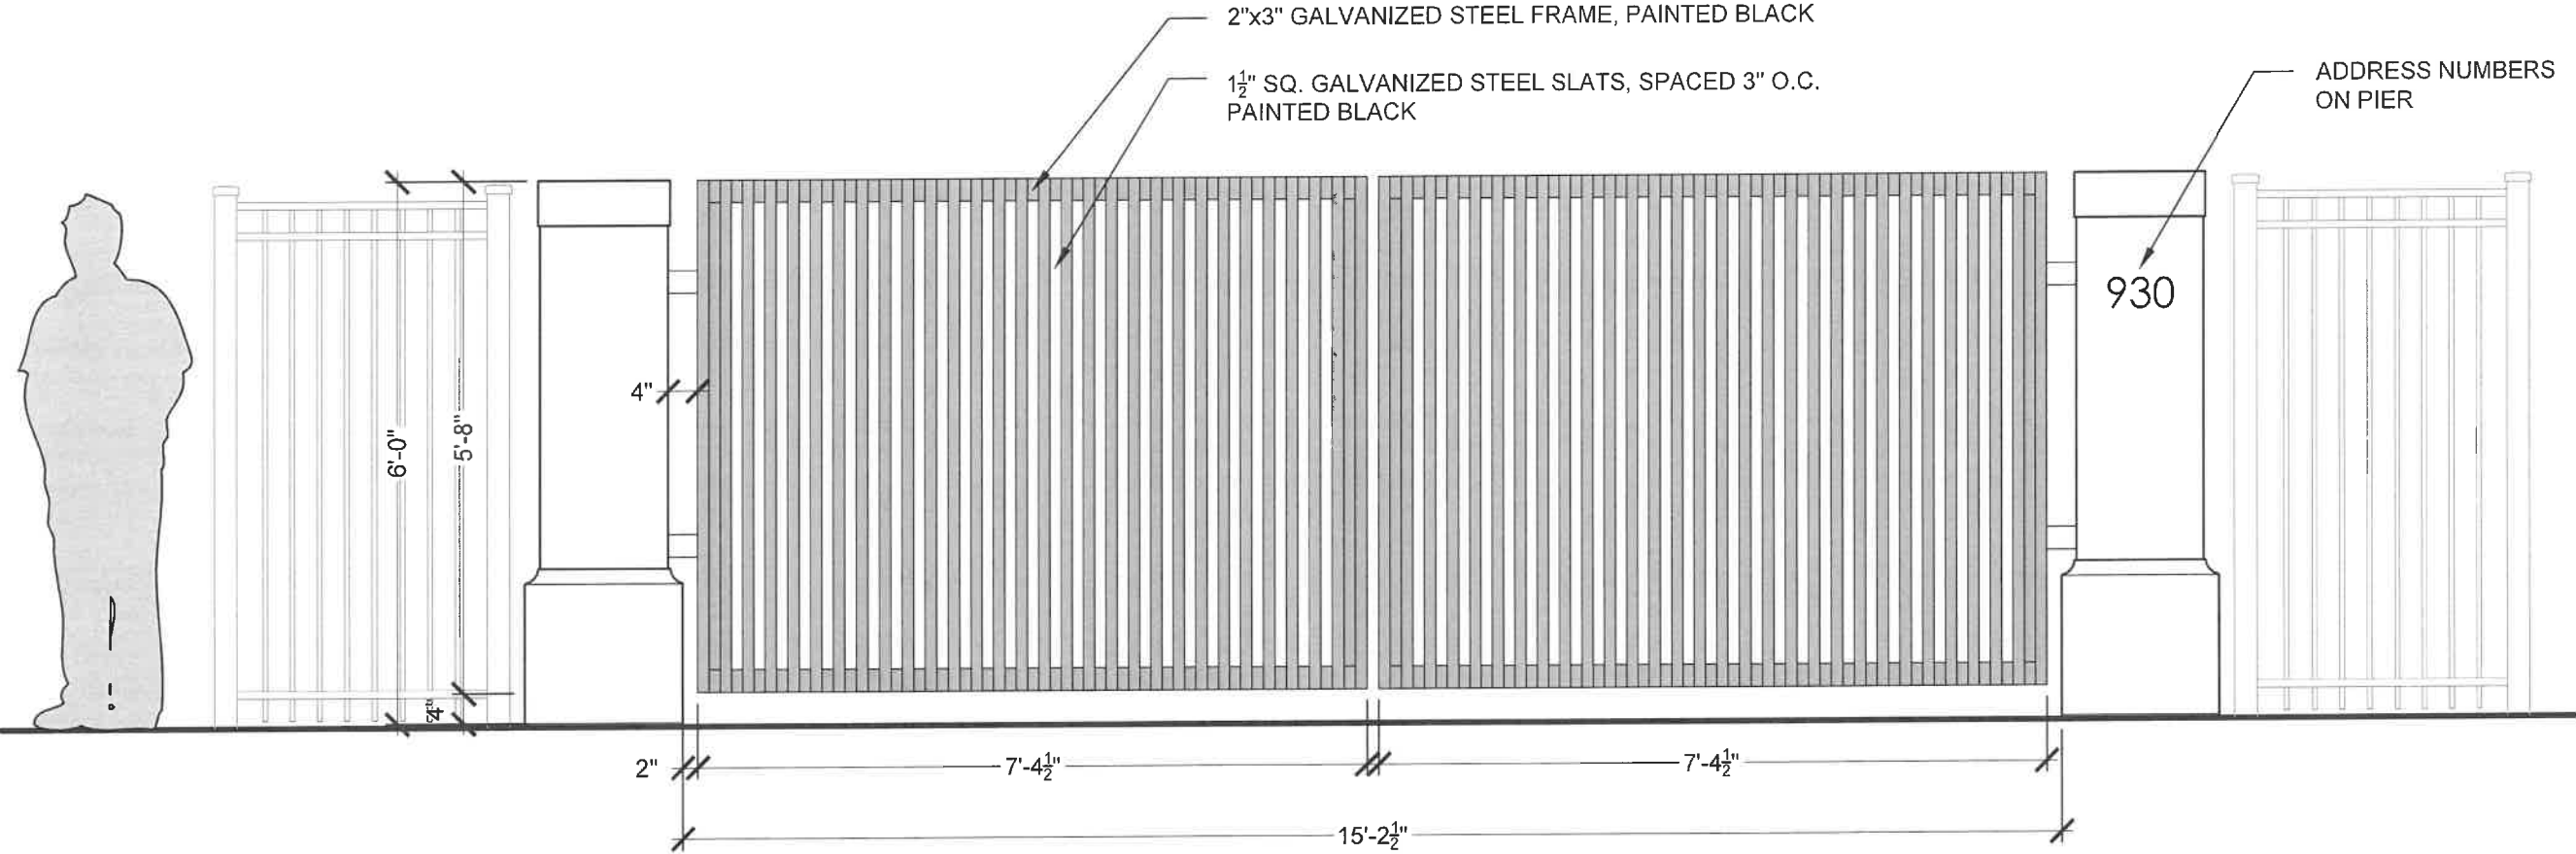 2"x3" GALVANIZED STEEL FRAME, PAINTED BLACK
1½" SQ. GALVANIZED STEEL SLATS, SPACED 3" O.C.
PAINTED BLACK
ADDRESS NUMBERS
ON PIER
930
4"
6'-0"
5'-8"
4"
2"
7'-4½"
7'-4½"
15'-2½"